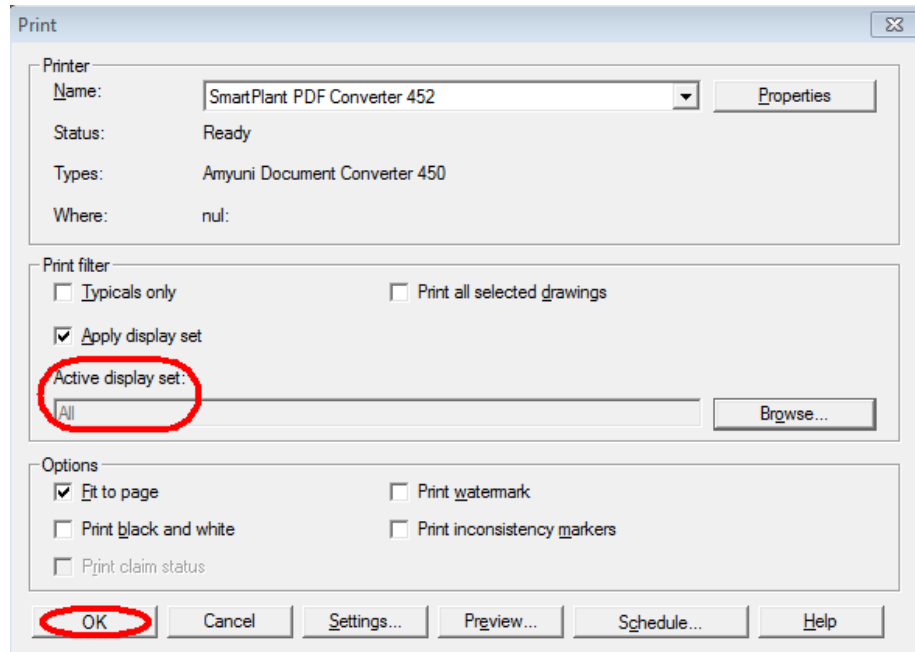 Print
Printer
Name: SmartPlant PDF Converter 452 Properties
Status: Ready
Types: Amyuni Document Converter 450
Where: nul:
Print filter
Typicals only Print all selected drawings
Apply display set
Active display set:
All Browse...
Options
Fit to page Print watermark
Print black and white Print inconsistency markers
Print claim status
OK Cancel Settings... Preview... Schedule... Help